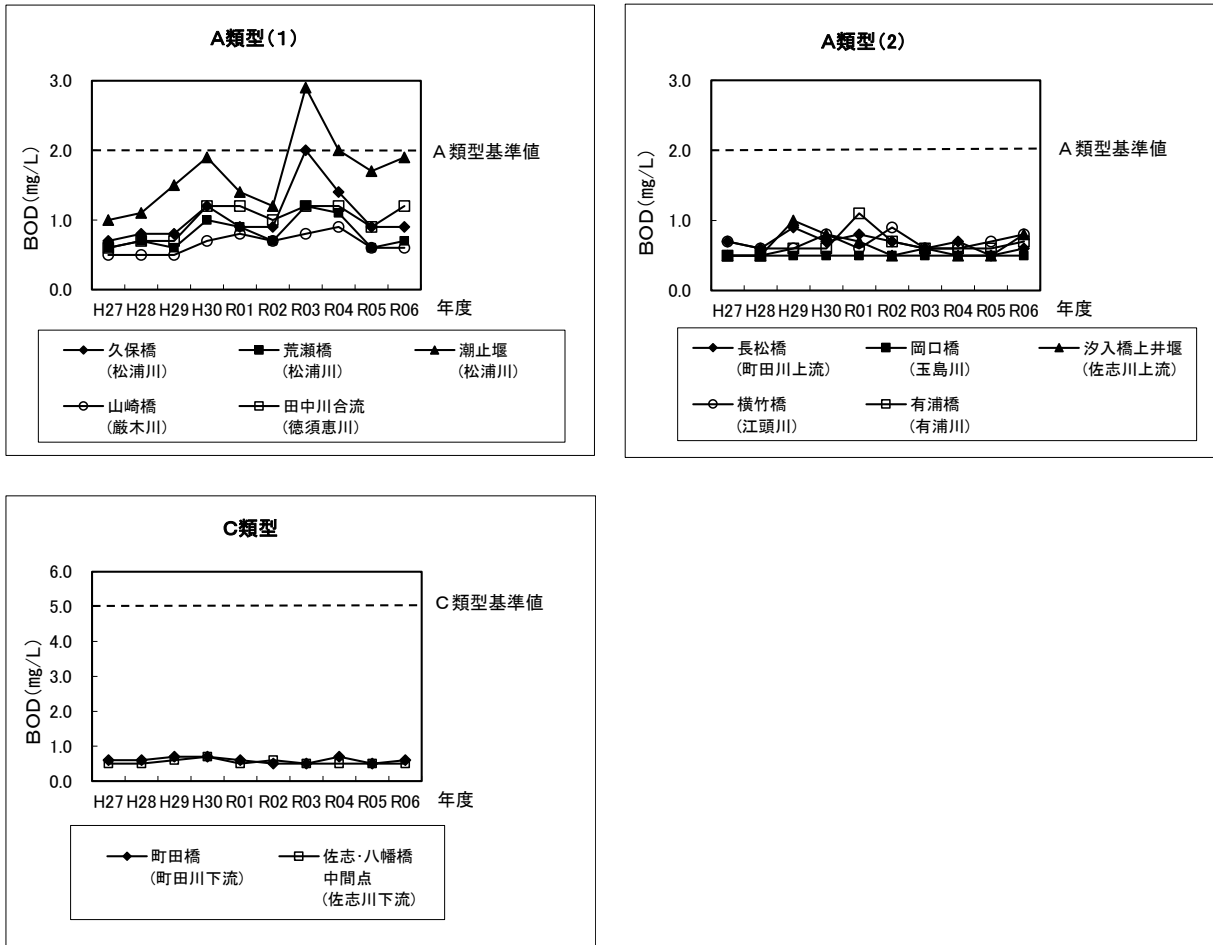 A類型(1)
3.0
2.0
1.0
0.0
BOD(mg/L)
A類型基準値
H27 H28 H29 H30 R01 R02 R03 R04 R05 R06 年度
久保橋 荒瀬橋 潮止堰
(松浦川) (松浦川) (松浦川)
山崎橋 田中川合流
(厳木川) (徳須恵川)
A類型(2)
3.0
2.0
1.0
0.0
BOD(mg/L)
A類型基準値
H27 H28 H29 H30 R01 R02 R03 R04 R05 R06 年度
長松橋 岡口橋 汐入橋上井堰
(町田川上流) (玉島川) (佐志川上流)
横竹橋 有浦橋
(江頭川) (有浦川)
C類型
6.0
5.0
4.0
3.0
2.0
1.0
0.0
BOD(mg/L)
C類型基準値
H27 H28 H29 H30 R01 R02 R03 R04 R05 R06 年度
町田橋 佐志・八幡橋
(町田川下流) 中間点
(佐志川下流)